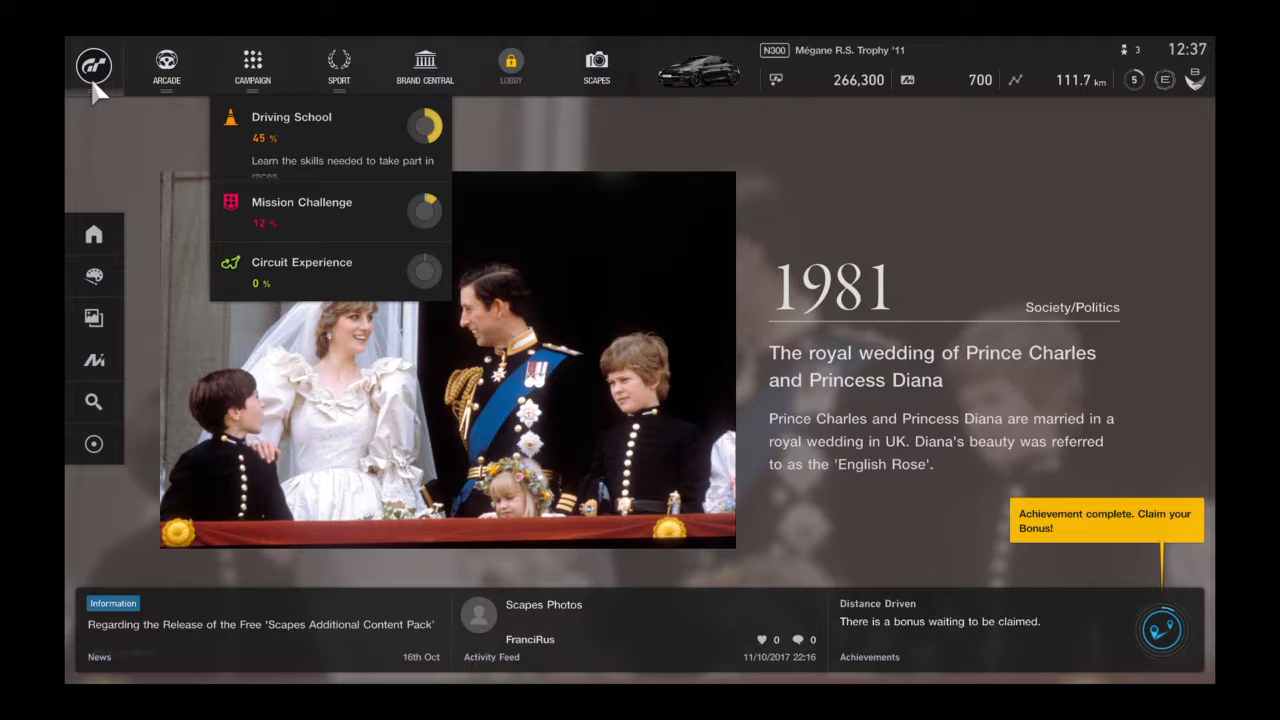 N300 Mégane R.S. Trophy '11 3 12:37
ARCADE CAMPAIGN SPORT BRAND CENTRAL LOBBY SCAPES
266,300 700 111.7 km 5 E B
Driving School
45 %
Learn the skills needed to take part in
races.
Mission Challenge
12 %
Circuit Experience
0 %
1981
Society/Politics
The royal wedding of Prince Charles
and Princess Diana
Prince Charles and Princess Diana are married in a
royal wedding in UK. Diana's beauty was referred
to as the 'English Rose'.
Achievement complete. Claim your
Bonus!
Information
Regarding the Release of the Free 'Scapes Additional Content Pack'
News 16th Oct
Scapes Photos
FranciRus
0 0
Activity Feed 11/10/2017 22:16
Distance Driven
There is a bonus waiting to be claimed.
Achievements